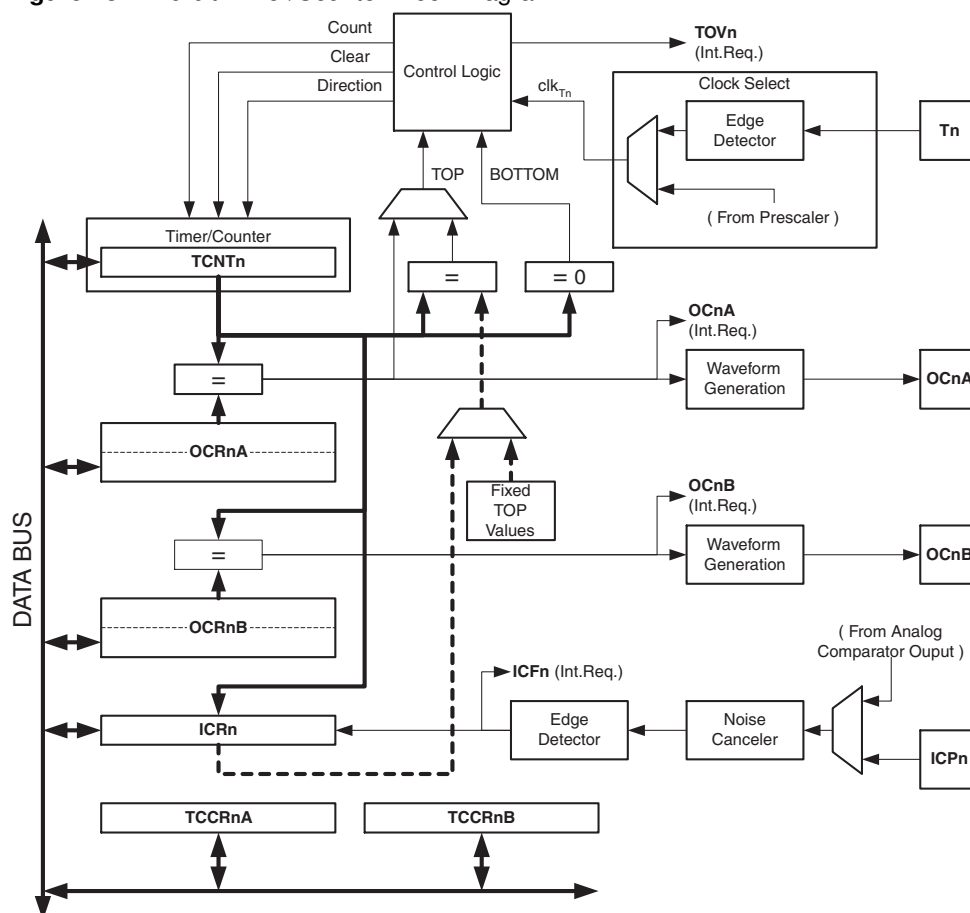 Count
Clear
Direction
Control Logic
TOVn
(Int.Req.)
clkTn
Clock Select
Edge
Detector
Tn
( From Prescaler )
TOP
BOTTOM
Timer/Counter
TCNTn
=
= 0
=
OCnA
(Int.Req.)
Waveform
Generation
OCnA
OCRnA
Fixed
TOP
Values
OCnB
(Int.Req.)
=
Waveform
Generation
OCnB
DATA BUS
OCRnB
( From Analog
Comparator Ouput )
ICFn (Int.Req.)
ICRn
Edge
Detector
Noise
Canceler
ICPn
TCCRnA
TCCRnB